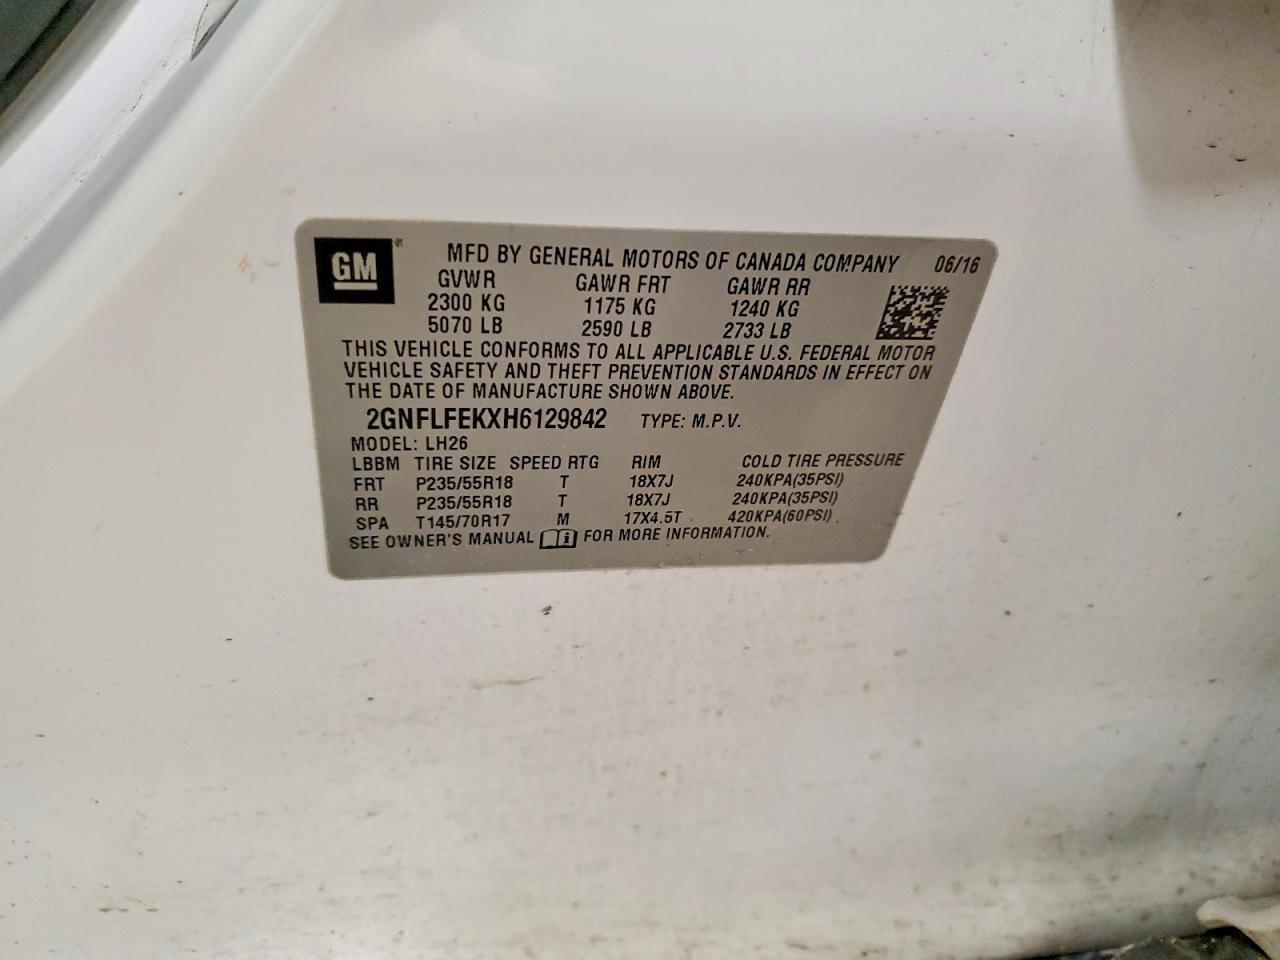 GM® MFD BY GENERAL MOTORS OF CANADA COMPANY 06/16
GVWR GAWR FRT GAWR RR
2300 KG 1175 KG 1240 KG
5070 LB 2590 LB 2733 LB
THIS VEHICLE CONFORMS TO ALL APPLICABLE U.S. FEDERAL MOTOR
VEHICLE SAFETY AND THEFT PREVENTION STANDARDS IN EFFECT ON
THE DATE OF MANUFACTURE SHOWN ABOVE.
2GNFLFEKXH6129842 TYPE: M.P.V.
MODEL: LH26
LBBM TIRE SIZE SPEED RTG RIM COLD TIRE PRESSURE
FRT P235/55R18 T 18X7J 240KPA(35PSI)
RR P235/55R18 T 18X7J 240KPA(35PSI)
SPA T145/70R17 M 17X4.5T 420KPA(60PSI)
SEE OWNER'S MANUAL i FOR MORE INFORMATION.